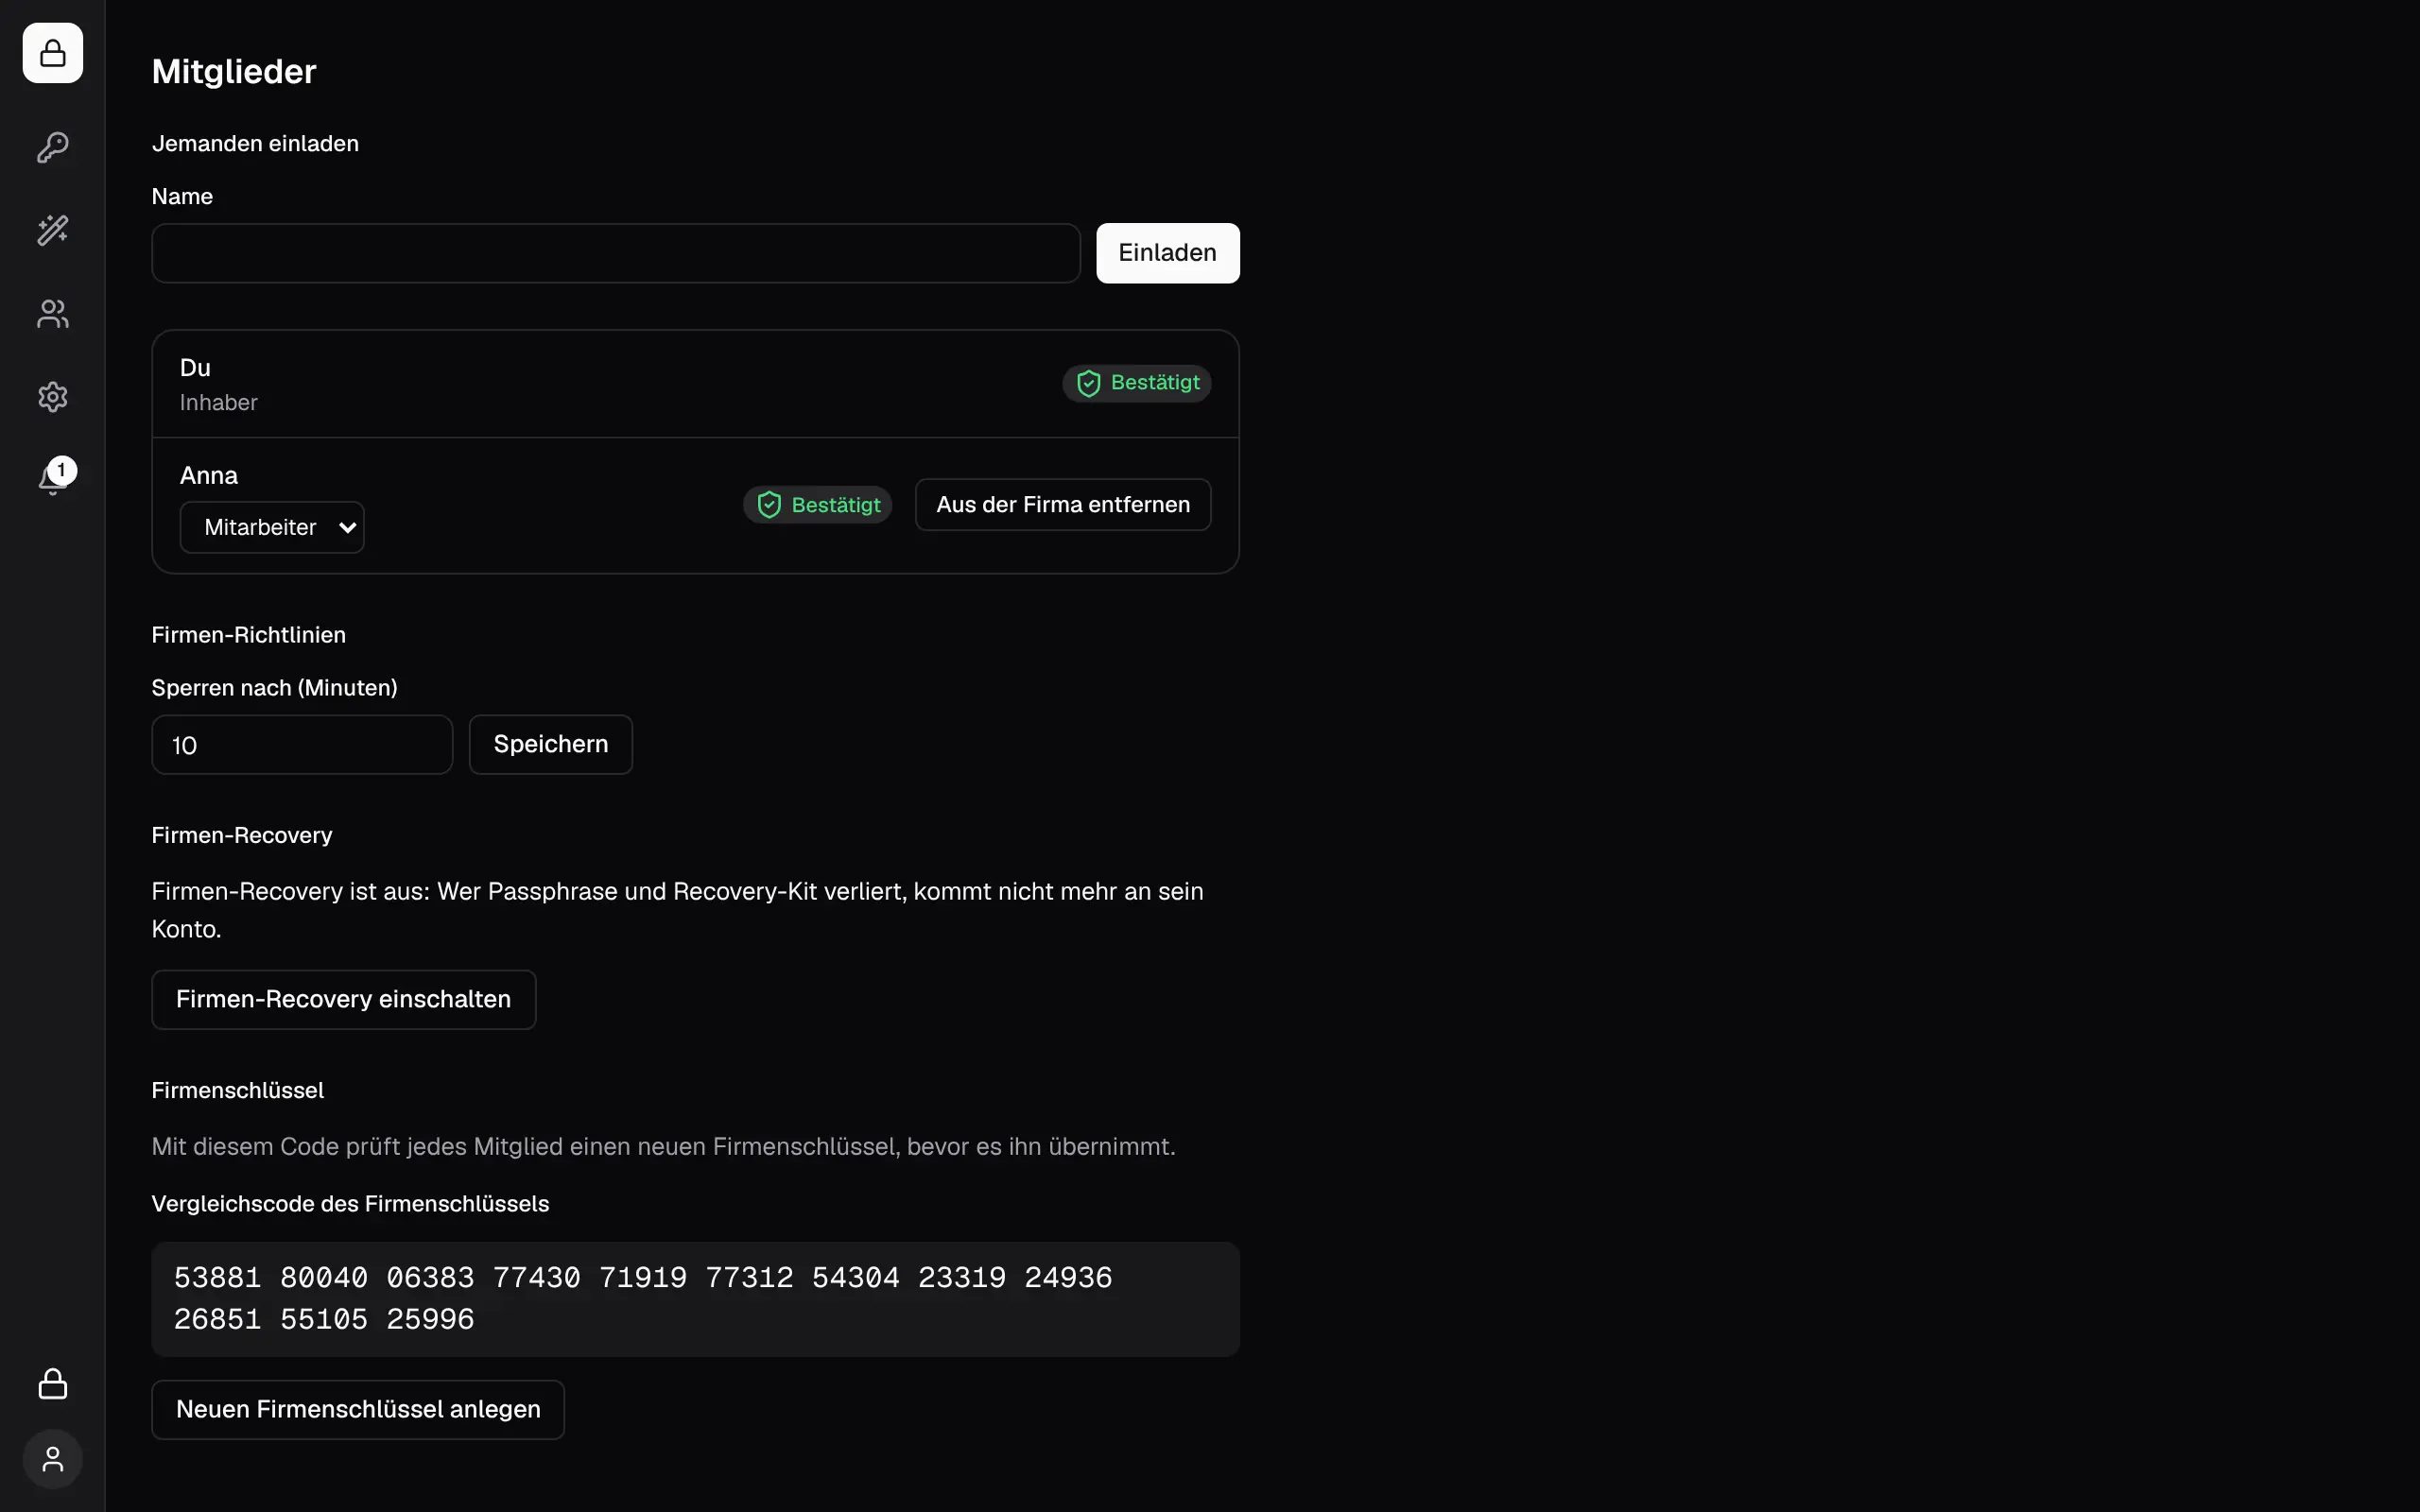 Mitglieder
Jemanden einladen
Name
Einladen
Du
Inhaber
Bestätigt
1
Anna
Mitarbeiter
Bestätigt
Aus der Firma entfernen
Firmen-Richtlinien
Sperren nach (Minuten)
10
Speichern
Firmen-Recovery
Firmen-Recovery ist aus: Wer Passphrase und Recovery-Kit verliert, kommt nicht mehr an sein
Konto.
Firmen-Recovery einschalten
Firmenschlüssel
Mit diesem Code prüft jedes Mitglied einen neuen Firmenschlüssel, bevor es ihn übernimmt.
Vergleichscode des Firmenschlüssels
53881 80040 06383 77430 71919 77312 54304 23319 24936
26851 55105 25996
Neuen Firmenschlüssel anlegen